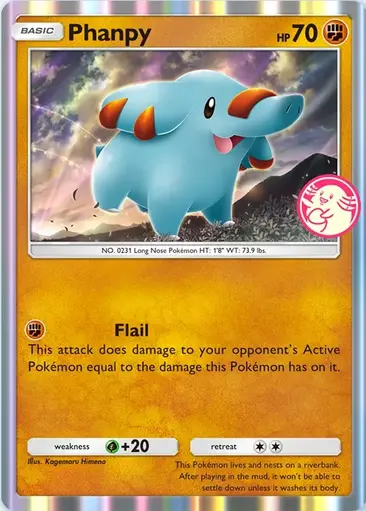 BASIC
Phanpy
HP 70
NO. 0231 Long Nose Pokémon HT: 1'8" WT: 73.9 lbs.
Flail
This attack does damage to your opponent's Active
Pokémon equal to the damage this Pokémon has on it.
weakness +20
retreat
Illus. Kagemaru Himeno
This Pokémon lives and nests on a riverbank.
After playing in the mud, it won't be able to
settle down unless it washes its body.